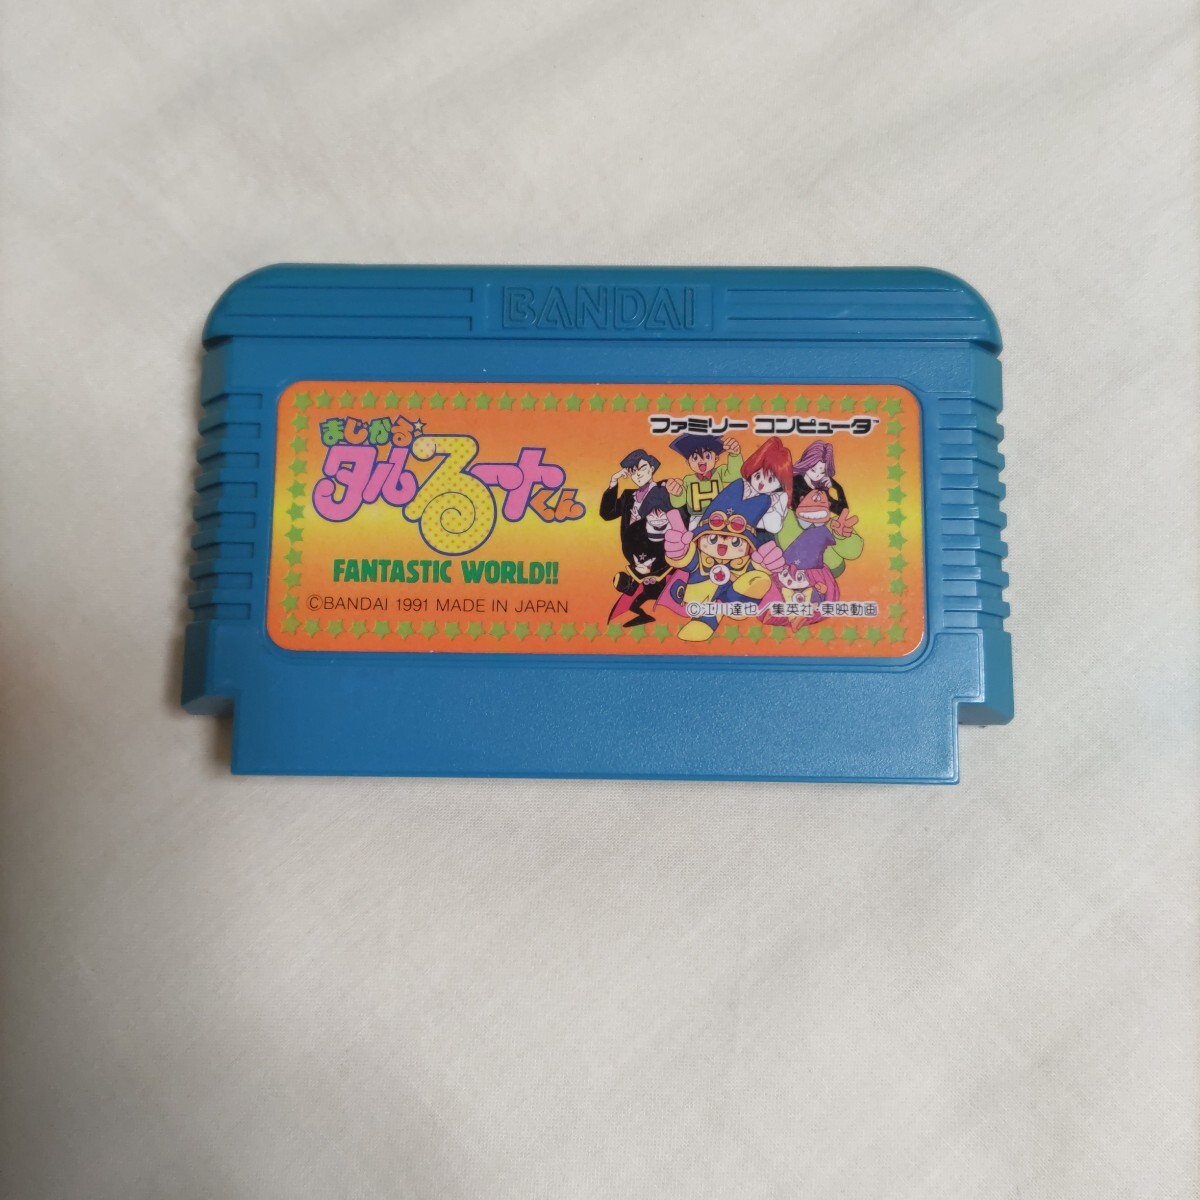 BANDAI
まじかる☆
タルるートくん
FANTASTIC WORLD!!
©BANDAI 1991 MADE IN JAPAN
ファミリー コンピュータ™
H
©江川達也／集英社・東映動画